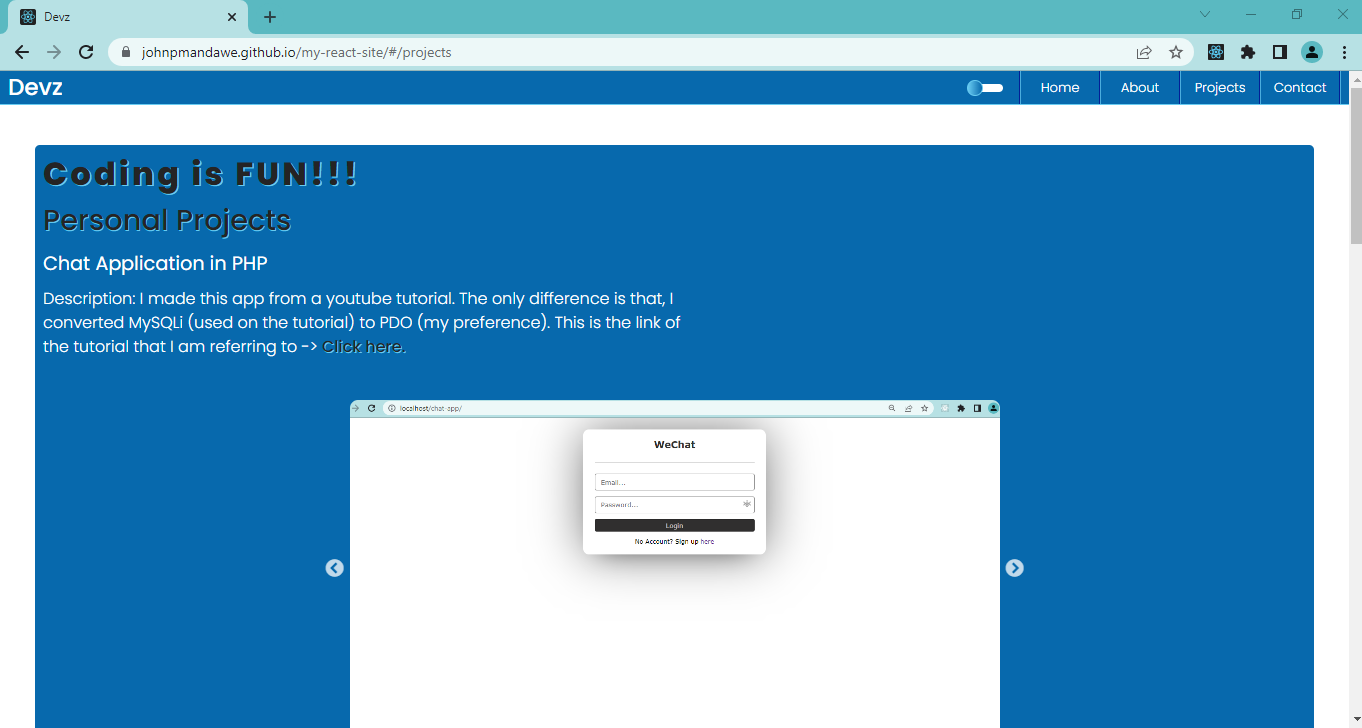 Devz
johnpmandawe.github.io/my-react-site/#/projects
Devz
Home
About
Projects
Contact
Coding is FUN!!!
Personal Projects
Chat Application in PHP
Description: I made this app from a youtube tutorial. The only difference is that, I
converted MySQLi (used on the tutorial) to PDO (my preference). This is the link of
the tutorial that I am referring to -> Click here.
localhost/chat-app/
WeChat
Email...
Password...
Login
No Account? Sign up here